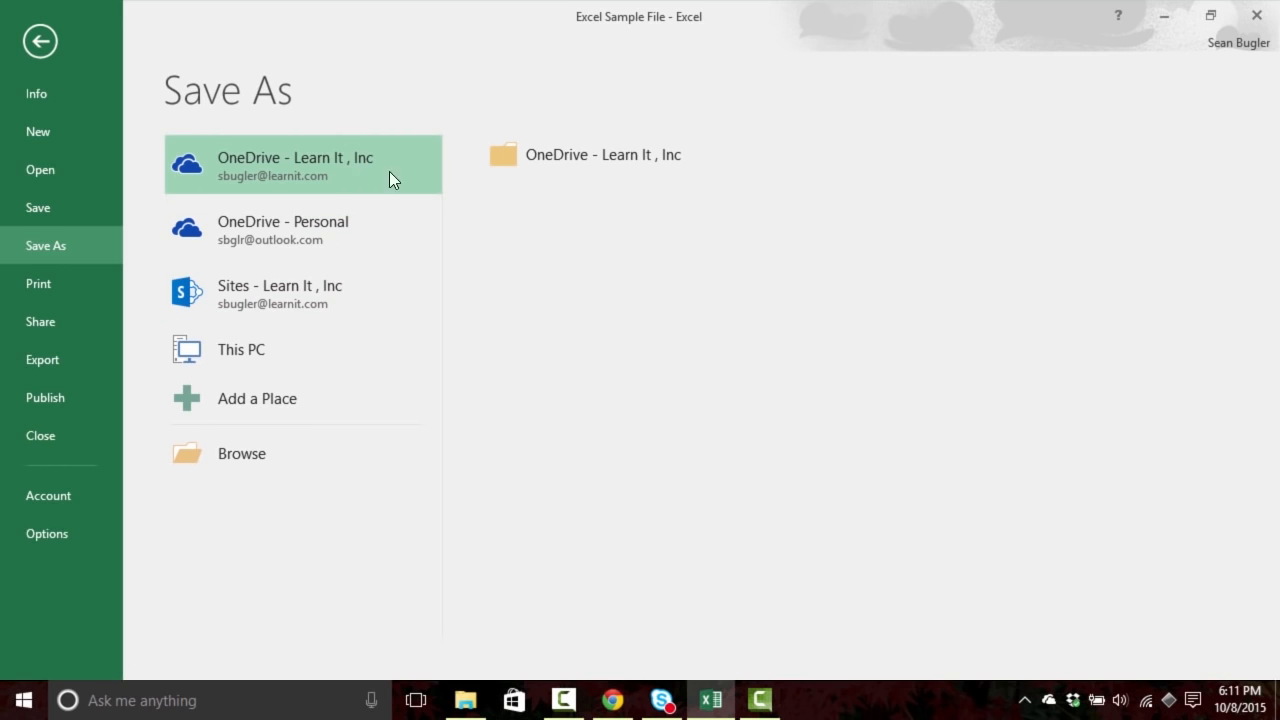 Excel Sample File - Excel
?
Sean Bugler
Info
New
Open
Save
Save As
Print
Share
Export
Publish
Close
Account
Options
Save As
OneDrive - Learn It , Inc
sbugler@learnit.com
OneDrive - Personal
sbglr@outlook.com
Sites - Learn It , Inc
sbugler@learnit.com
This PC
Add a Place
Browse
OneDrive - Learn It , Inc
Ask me anything
6:11 PM
10/8/2015